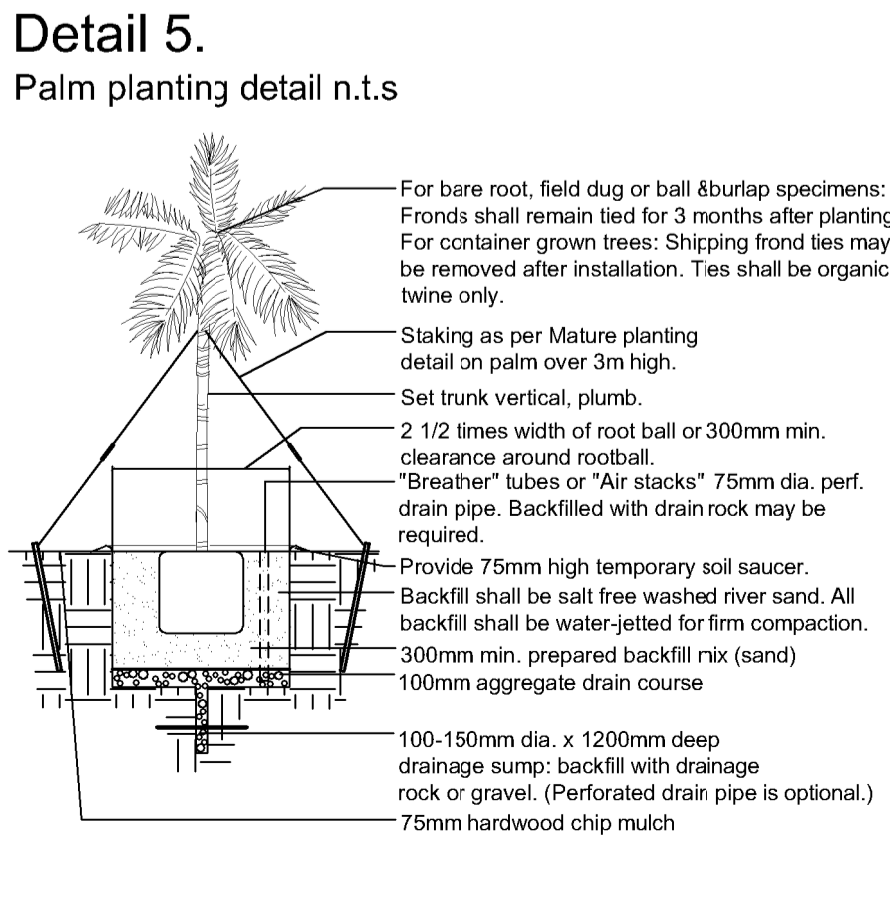 Detail 5.
Palm planting detail n.t.s
For bare root, field dug or ball &burlap specimens:
Fronds shall remain tied for 3 months after planting
For container grown trees: Shipping frond ties may
be removed after installation. Ties shall be organic
twine only.
Staking as per Mature planting
detail on palm over 3m high.
Set trunk vertical, plumb.
2 1/2 times width of root ball or 300mm min.
clearance around rootball.
"Breather" tubes or "Air stacks" 75mm dia. perf.
drain pipe. Backfilled with drain rock may be
required.
Provide 75mm high temporary soil saucer.
Backfill shall be salt free washed river sand. All
backfill shall be water-jetted for firm compaction.
300mm min. prepared backfill mix (sand)
100mm aggregate drain course
100-150mm dia. x 1200mm deep
drainage sump: backfill with drainage
rock or gravel. (Perforated drain pipe is optional.)
75mm hardwood chip mulch